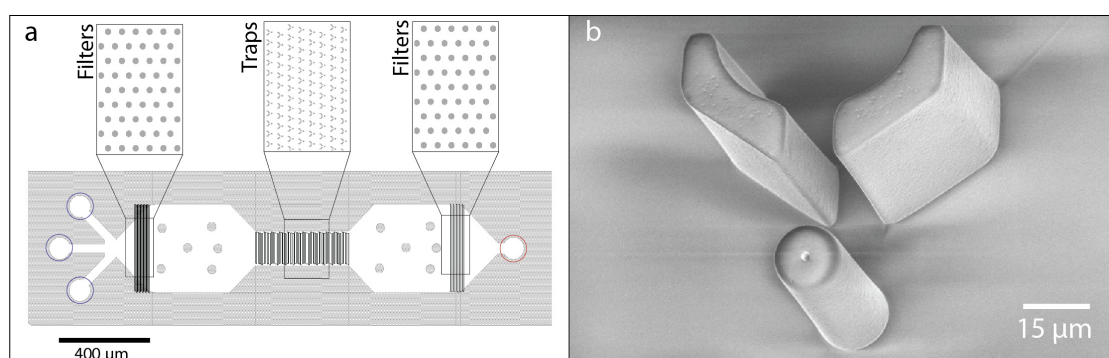 a
Filters
Traps
Filters
400 μm
b
15 μm